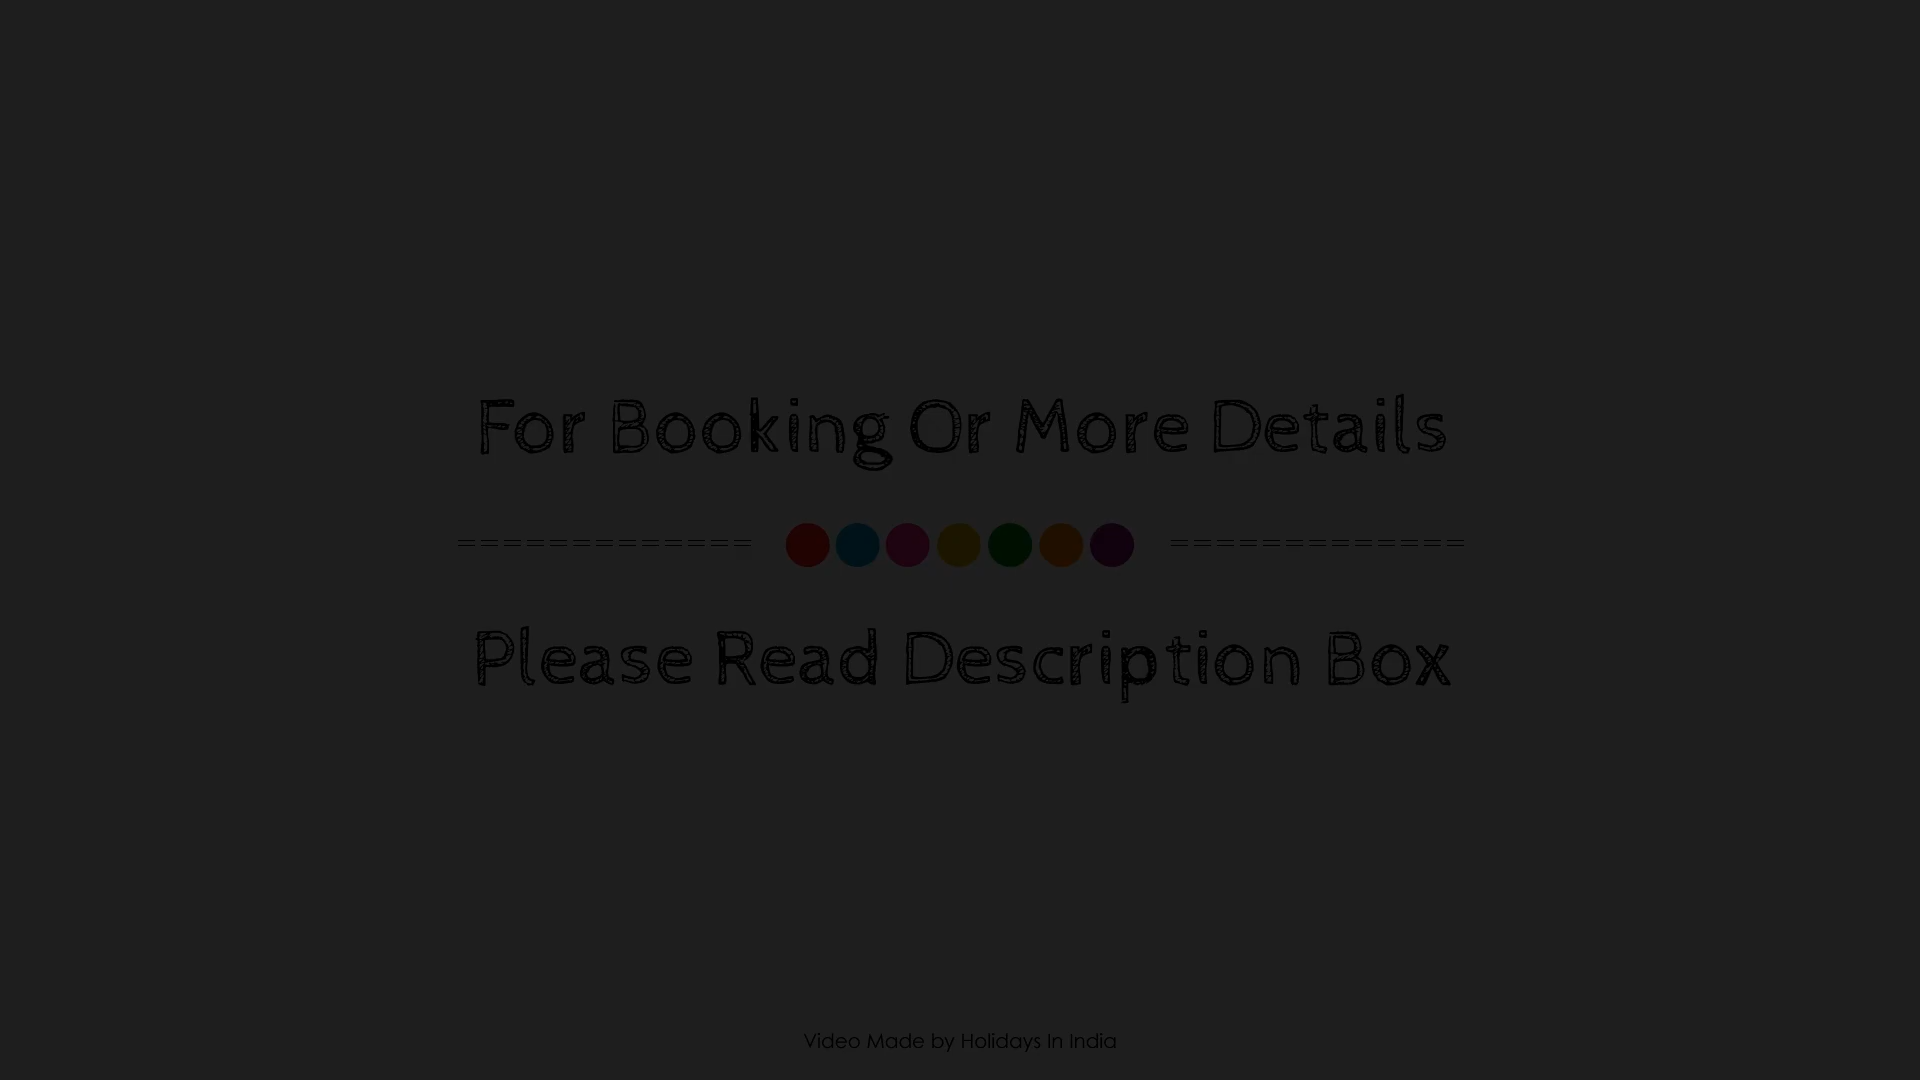 For Booking Or More Details
============= =============
Please Read Description Box
Video Made by Holidays In India